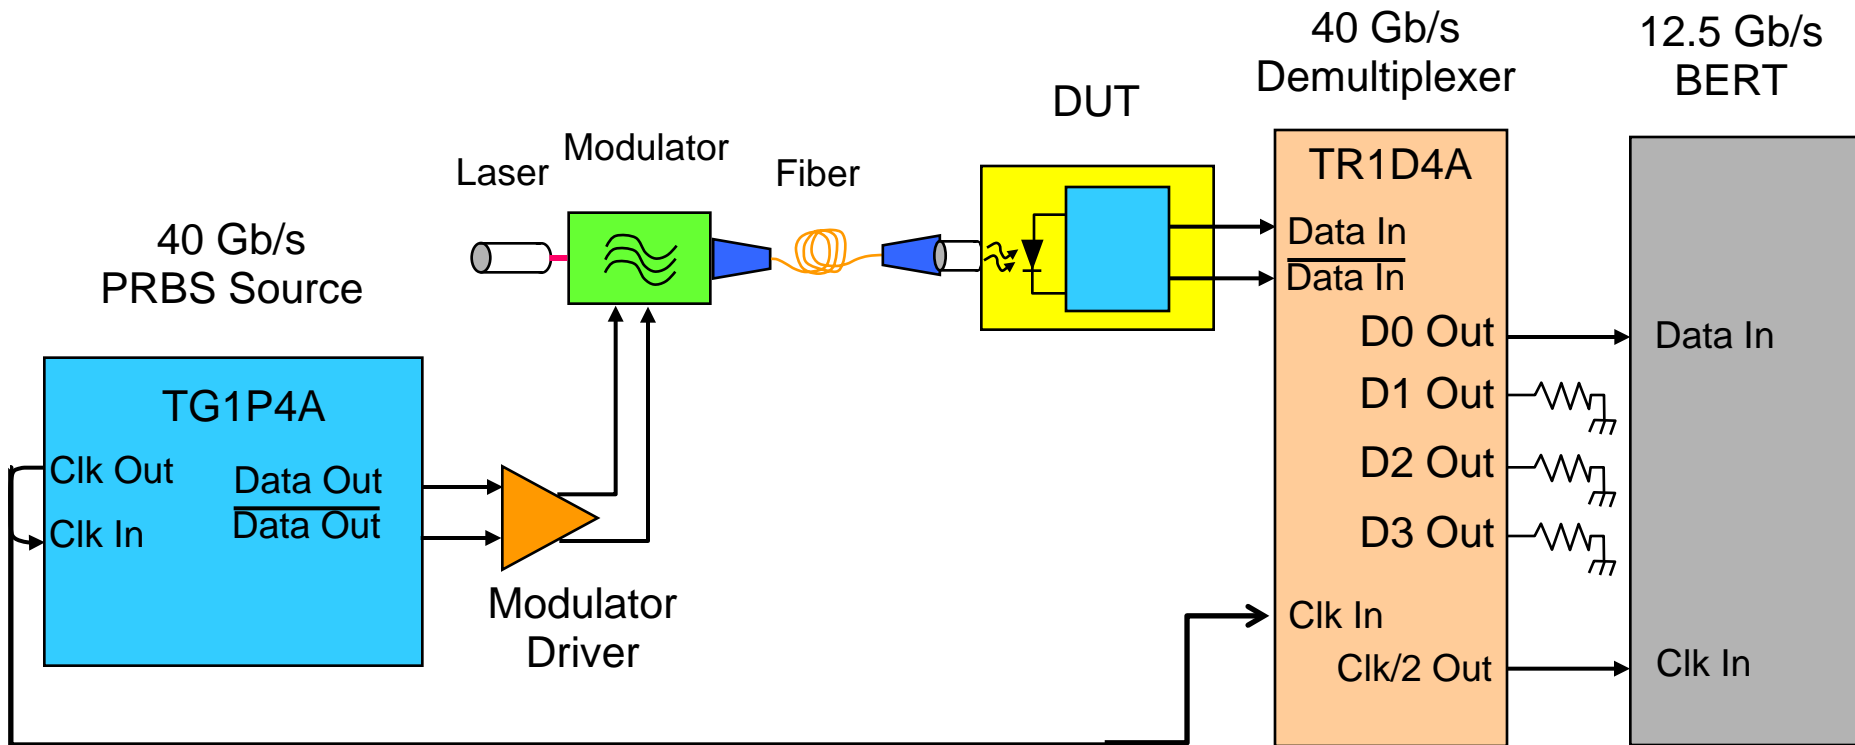 40 Gb/s
Demultiplexer
12.5 Gb/s
BERT
DUT
Modulator
Laser
Fiber
40 Gb/s
PRBS Source
TG1P4A
Clk Out
Clk In
Data Out
Data Out
Modulator
Driver
TR1D4A
Data In
Data In
D0 Out
D1 Out
D2 Out
D3 Out
Clk In
Clk/2 Out
Data In
Clk In